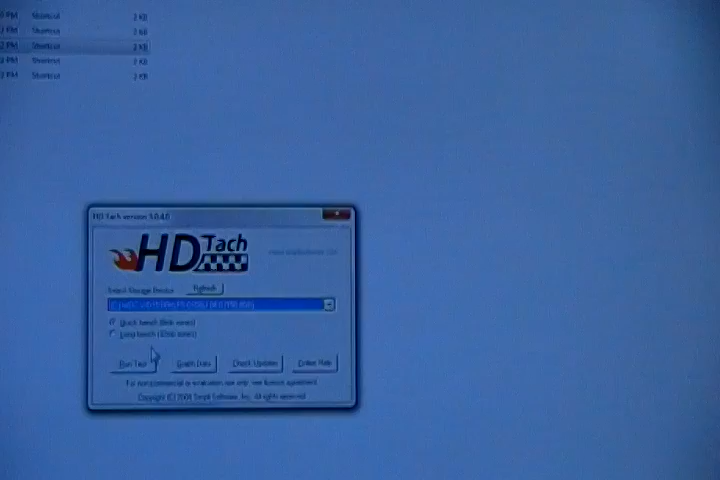 PM Shortcut 2 KB
PM Shortcut 2 KB
2 PM Shortcut 2 KB
PM Shortcut 2 KB
PM Shortcut 2 KB
HD Tach version 3.0.4.0
HD Tach
Select Storage Device Refresh
Quick bench (8mb zones)
Long bench (32mb zones)
Run Test Graph Data Check Updates Online Help
For noncommercial or evaluation use only, see license agreement.
Copyright (C) 2004 Simpli Software, Inc. All rights reserved.